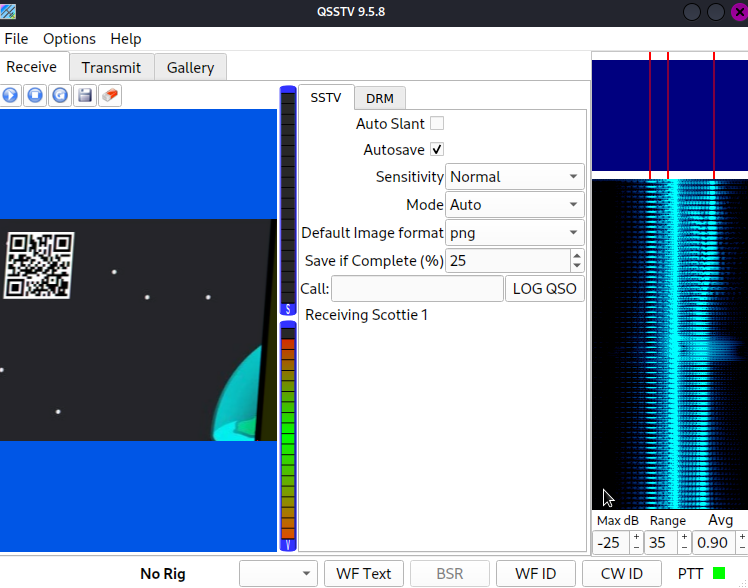 QSSTV 9.5.8
File Options Help
Receive Transmit Gallery
SSTV DRM
Auto Slant
Autosave
Sensitivity Normal
Mode Auto
Default Image format png
Save if Complete (%) 25
Call: LOG QSO
Receiving Scottie 1
S
V
Max dB Range Avg
-25 35 0.90
No Rig WF Text BSR WF ID CW ID PTT